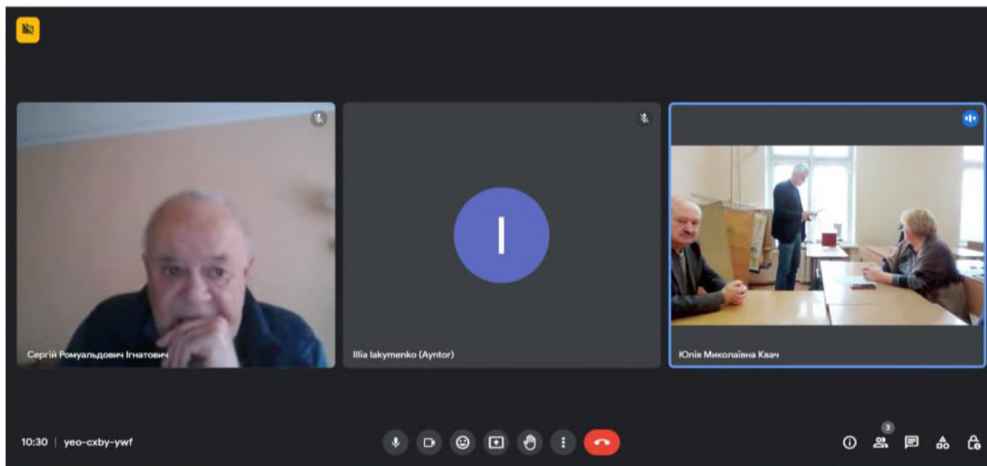 I
Сергій Ромуальдович Ігнатович
Illia Iakymenko (Ayntor)
Юлія Миколаївна Квач
10:30 | yeo-cxby-ywf
3